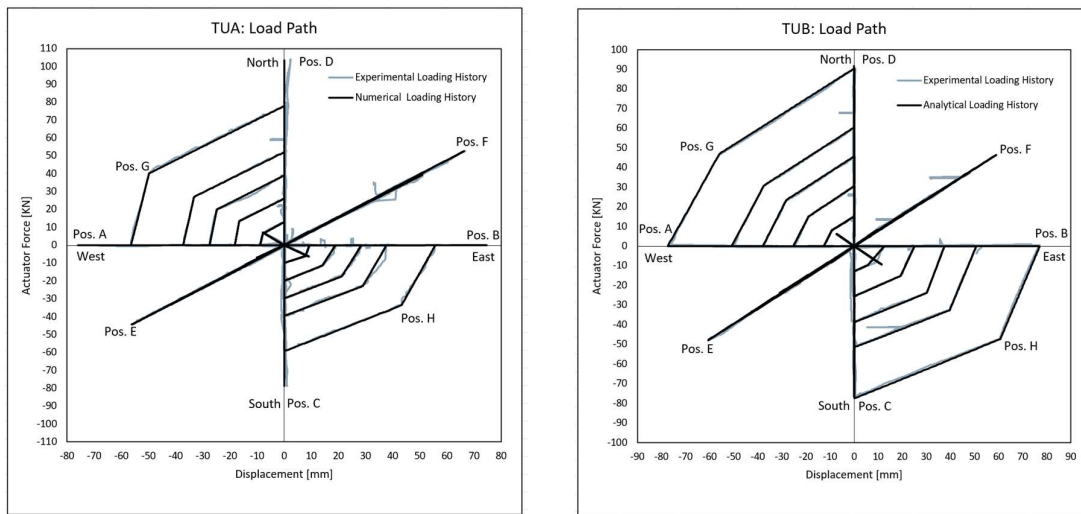 TUA: Load Path
110
100
90
80
70
60
50
40
30
20
10
0
-10
-20
-30
-40
-50
-60
-70
-80
-90
-100
-110
Actuator Force [KN]
North
Pos. D
Experimental Loading History
Numerical Loading History
Pos. F
Pos. G
Pos. A
Pos. B
West
East
Pos. E
Pos. H
South
Pos. C
-80 -70 -60 -50 -40 -30 -20 -10 0 10 20 30 40 50 60 70 80
Displacement [mm]
TUB: Load Path
100
90
80
70
60
50
40
30
20
10
0
-10
-20
-30
-40
-50
-60
-70
-80
-90
-100
Actuator Force [KN]
North
Pos. D
Experimental Loading History
Analytical Loading History
Pos. F
Pos. G
Pos. A
Pos. B
West
East
Pos. E
Pos. H
South
Pos. C
-90 -80 -70 -60 -50 -40 -30 -20 -10 0 10 20 30 40 50 60 70 80 90
Displacement [mm]